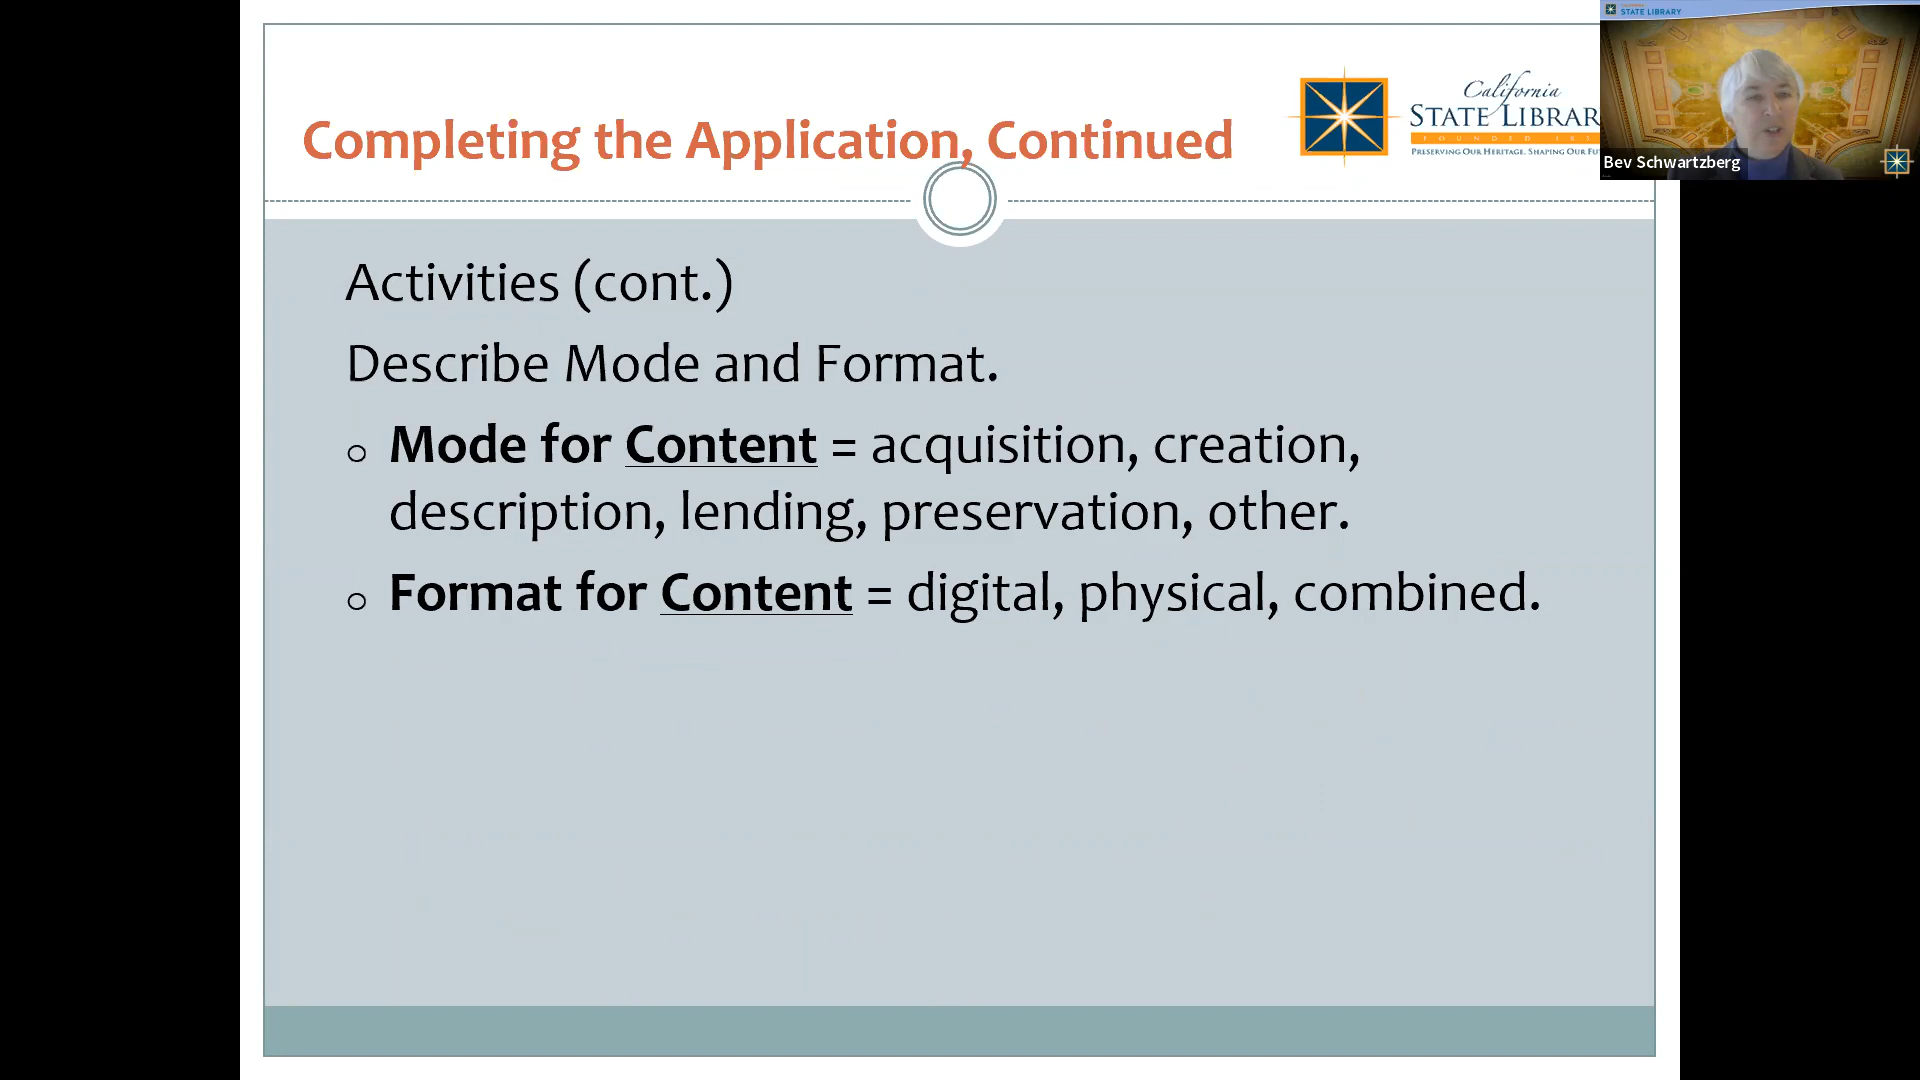 STATE LIBRARY
California
Completing the Application, Continued
STATE LIBRAR
PRESERVING OUR HERITAGE, SHAPING OUR FU
Bev Schwartzberg
Activities (cont.)
Describe Mode and Format.
Mode for Content = acquisition, creation,
description, lending, preservation, other.
Format for Content = digital, physical, combined.